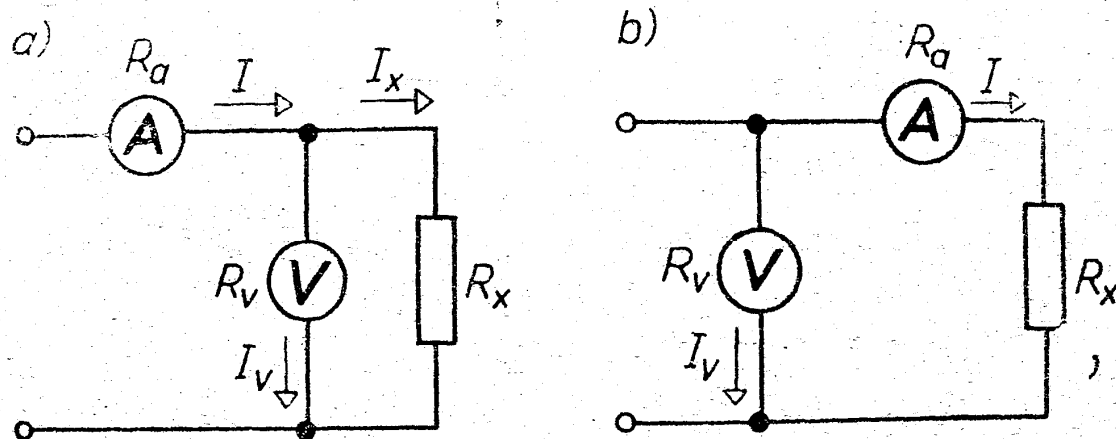 a)
R_a
A
I
I_x
R_v
V
R_x
I_v
b)
R_a
A
I
R_v
V
R_x
I_v
,